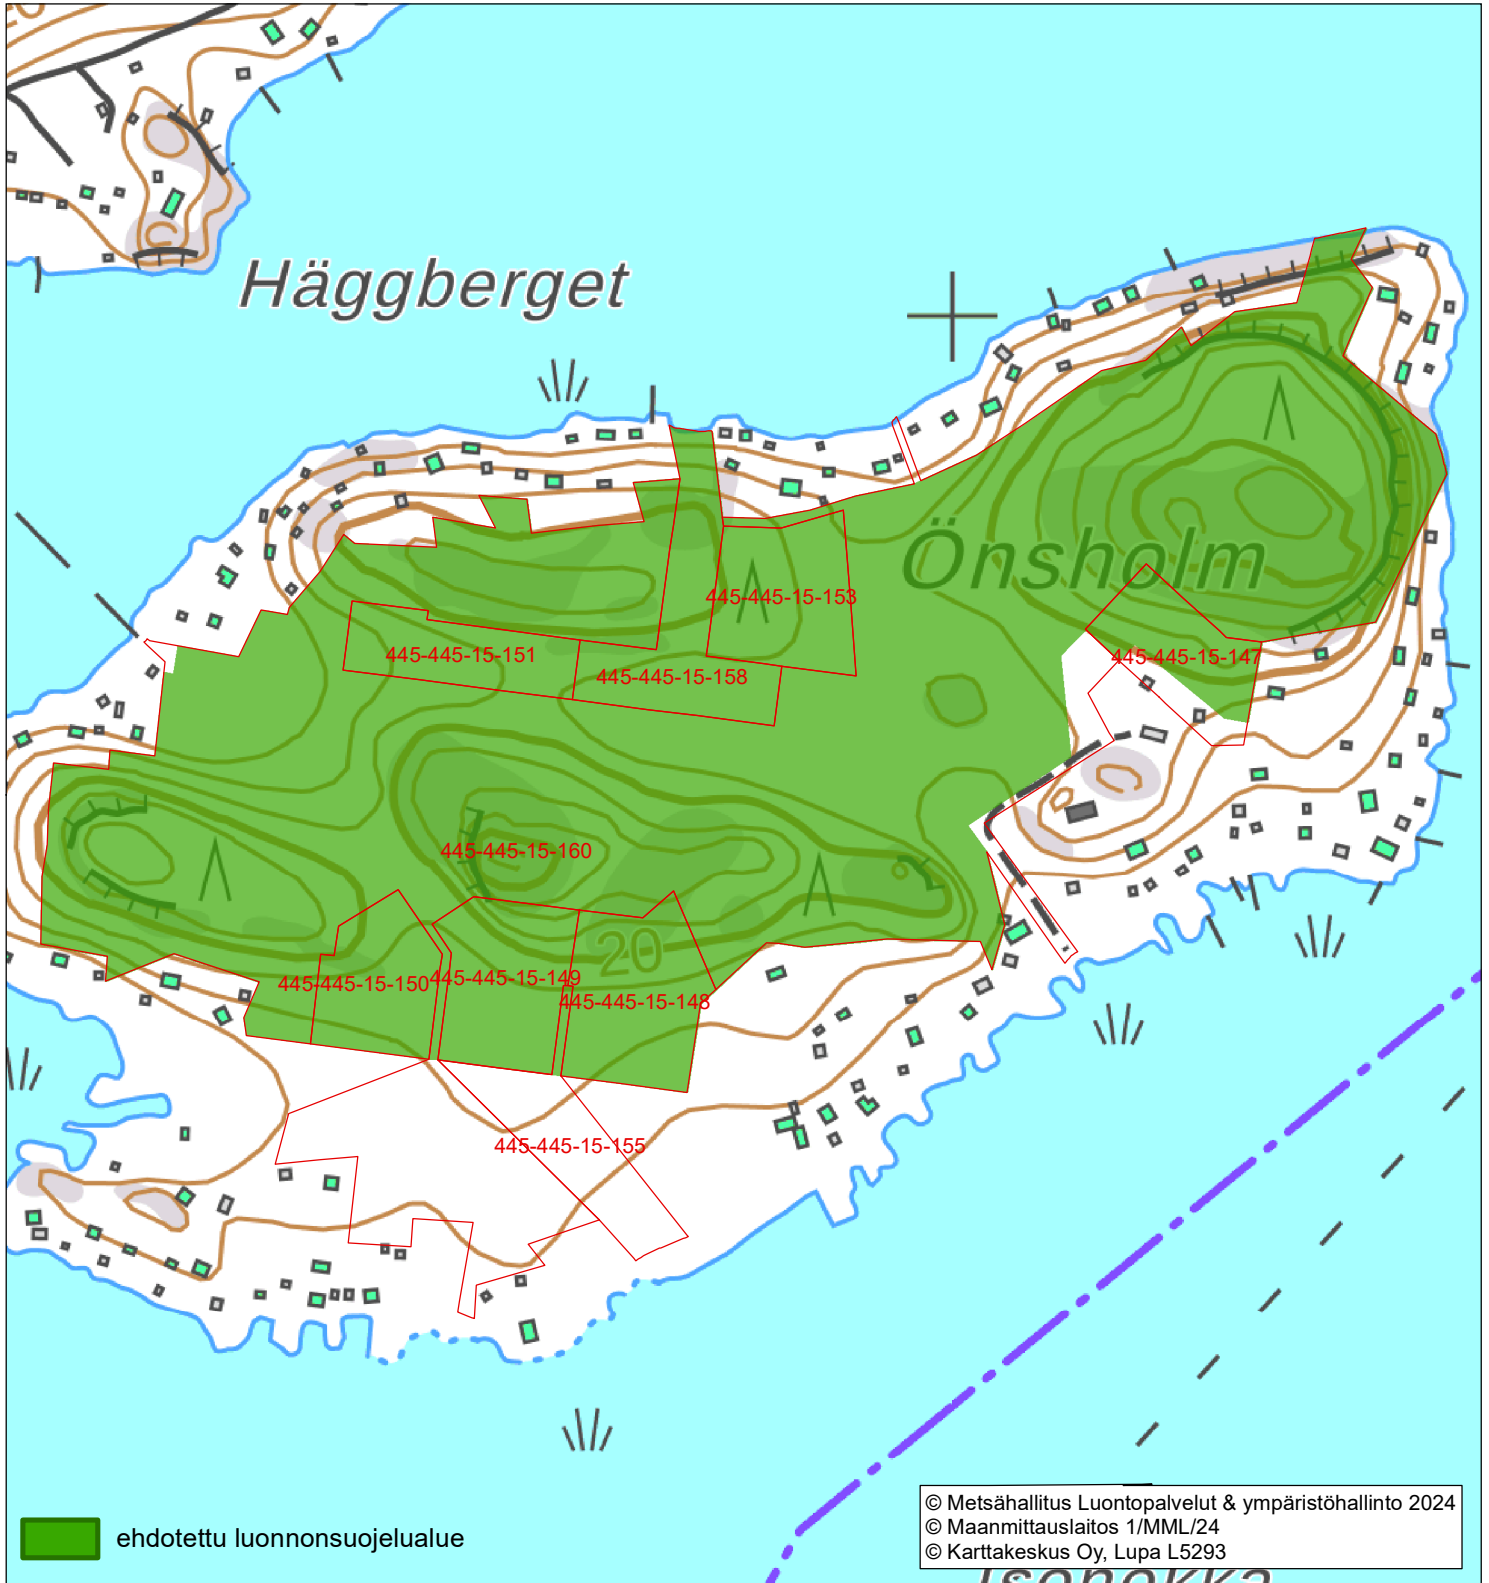 Häggberget
Önsholm
445-445-15-153
445-445-15-151
445-445-15-158
445-445-15-147
445-445-15-160
20
445-445-15-150
445-445-15-149
445-445-15-148
445-445-15-155
ehdotettu luonnonsuojelualue
© Metsähallitus Luontopalvelut & ympäristöhallinto 2024
© Maanmittauslaitos 1/MML/24
© Karttakeskus Oy, Lupa L5293